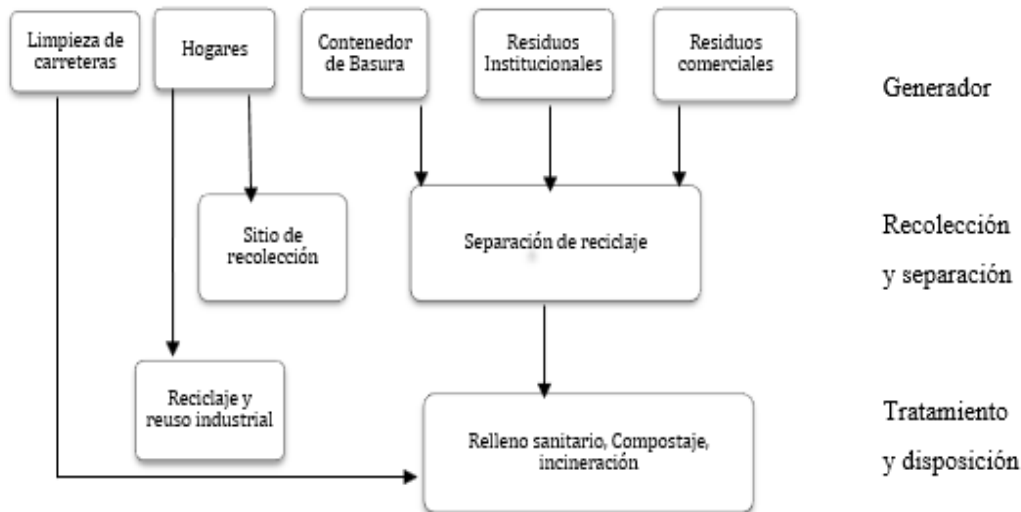 Limpieza de
carreteras
Hogares
Contenedor
de Basura
Residuos
Institucionales
Residuos
comerciales
Generador
Sitio de
recolección
Separación de reciclaje
Recolección
y separación
Reciclaje y
reuso industrial
Relleno sanitario, Compostaje,
incineración
Tratamiento
y disposición